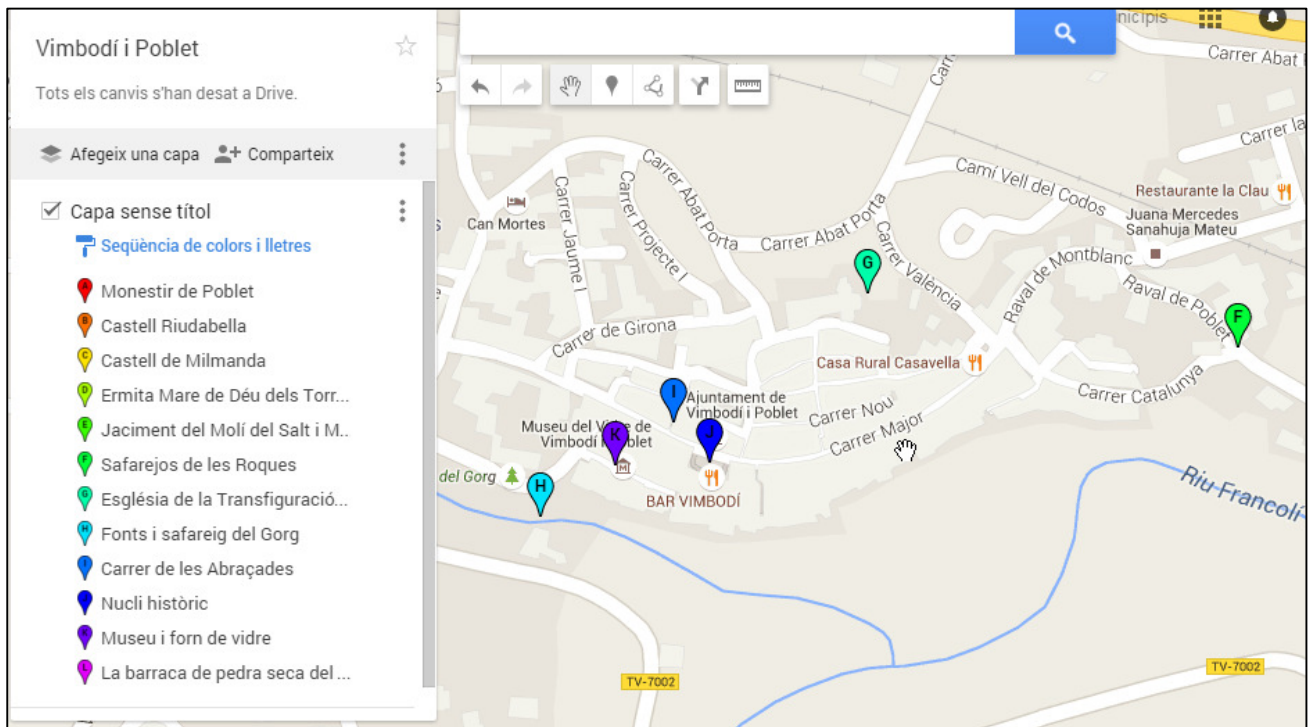 Vimbodí i Poblet
Tots els canvis s'han desat a Drive.
Afegeix una capa
Comparteix
Capa sense títol
Seqüència de colors i lletres
A Monestir de Poblet
B Castell Riudabella
C Castell de Milmanda
D Ermita Mare de Déu dels Torr...
E Jaciment del Molí del Salt i M..
F Safarejos de les Roques
G Església de la Transfiguració...
H Fonts i safareig del Gorg
I Carrer de les Abraçades
J Nucli històric
K Museu i forn de vidre
L La barraca de pedra seca del ...
Carrer Abat
Carrer la
Camí Vell del Codos
Restaurante la Clau
Juana Mercedes
Sanahuja Mateu
Can Mortes
Carrer Jaume I
Carrer Projecte I
Carrer Abat Porta
Carrer Abat Porta
Carrer València
G
Raval de Montblanc
Raval de Poblet
F
Carrer de Girona
Casa Rural Casavella
Carrer Catalunya
I
Ajuntament de
Vimbodí i Poblet
Carrer Nou
Carrer Major
Museu del de
Vimbodí
K
J
del Gorg
H
BAR VIMBODÍ
Riu Francolí
TV-7002
TV-7002